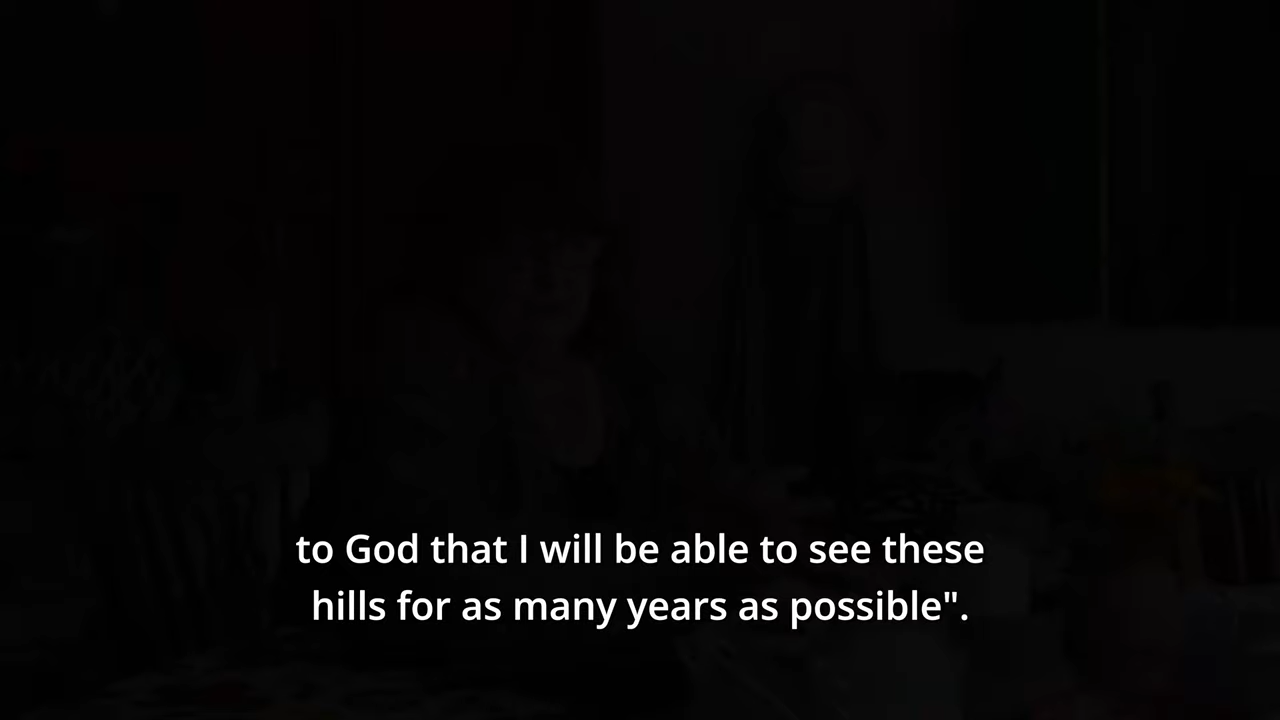 to God that I will be able to see these
hills for as many years as possible".